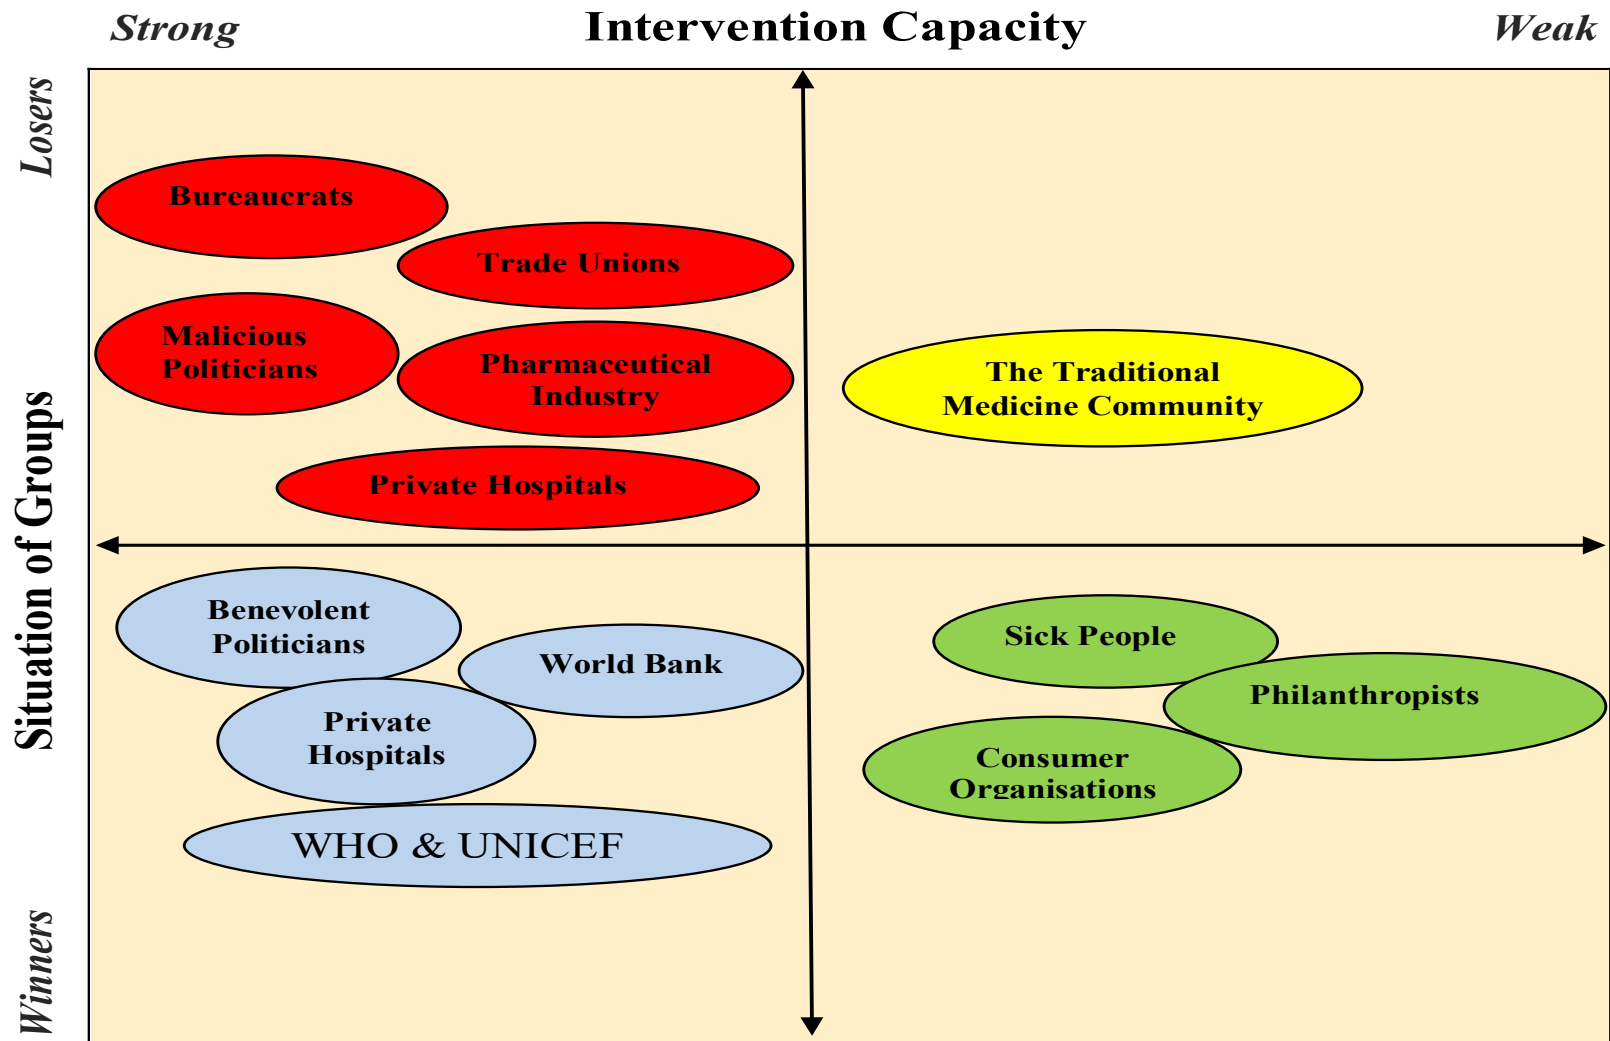 Strong
Intervention Capacity
Weak
Losers
Situation of Groups
Winners
Bureaucrats
Trade Unions
Malicious
Politicians
Pharmaceutical
Industry
Private Hospitals
The Traditional
Medicine Community
Benevolent
Politicians
World Bank
Private
Hospitals
WHO & UNICEF
Sick People
Philanthropists
Consumer
Organisations